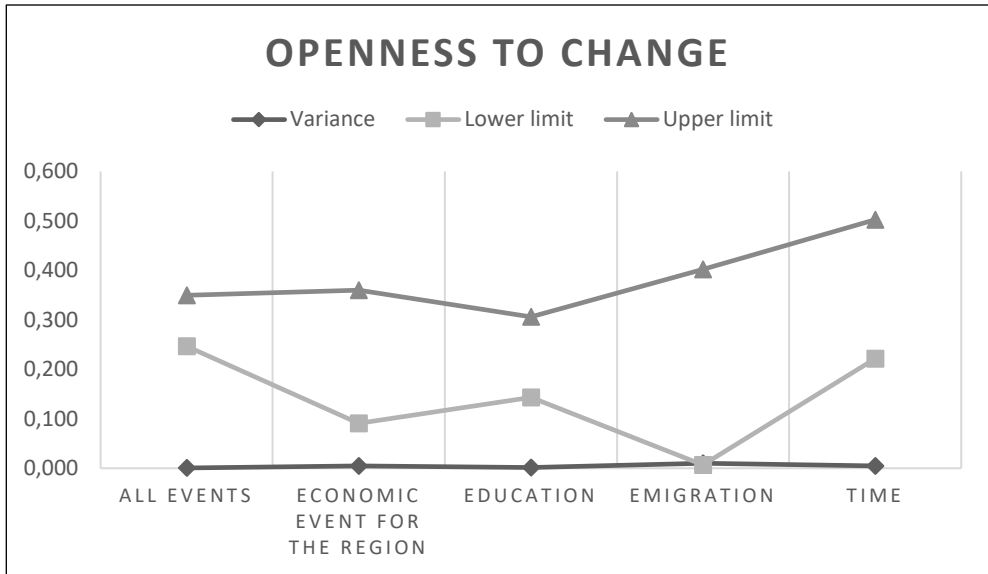 OPENNESS TO CHANGE
Variance Lower limit Upper limit
0,600
0,500
0,400
0,300
0,200
0,100
0,000
ALL EVENTS ECONOMIC EVENT FOR THE REGION EDUCATION EMIGRATION TIME